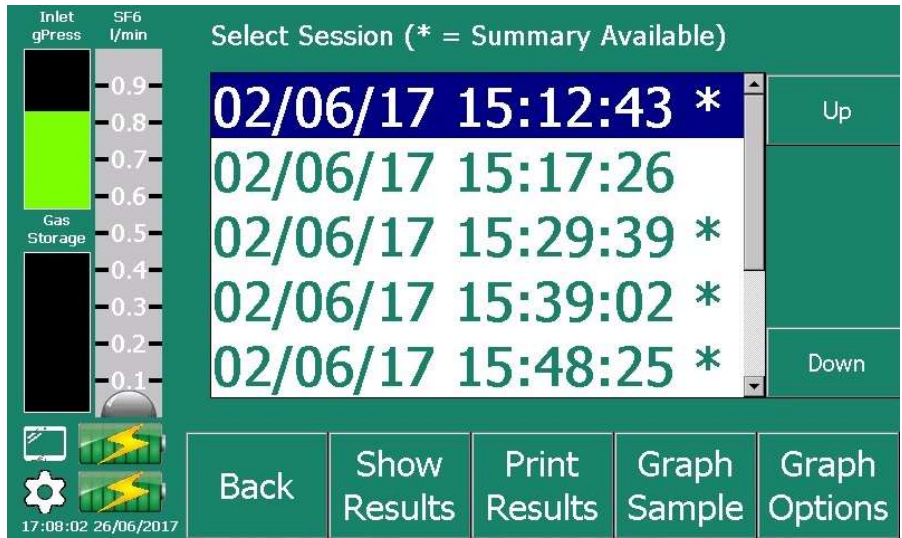 Inlet gPress
SF6 l/min
0.9
0.8
0.7
0.6
0.5
0.4
0.3
0.2
0.1
Gas Storage
17:08:02 26/06/2017
Select Session (* = Summary Available)
02/06/17 15:12:43 *
02/06/17 15:17:26
02/06/17 15:29:39 *
02/06/17 15:39:02 *
02/06/17 15:48:25 *
Up
Down
Back
Show Results
Print Results
Graph Sample
Graph Options